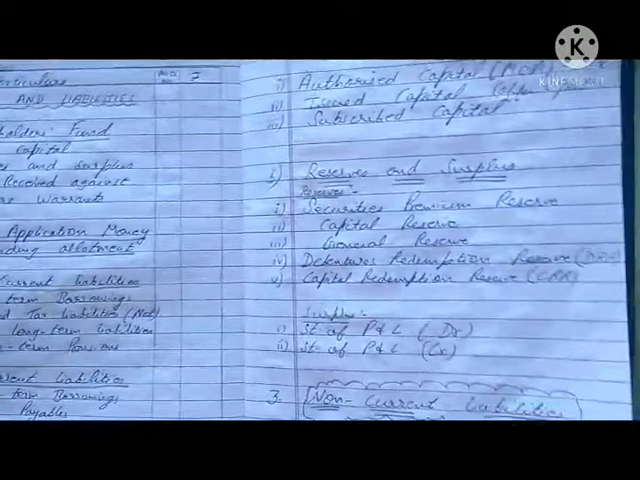 Particulars
AND LIABILITIES
holders' Fund
Capital
and Surplus
Received against
Warrants
Application Money
allotment
Current liabilities
term Borrowings
Tax liabilities (Net)
long-term liabilities
term
liabilities
term Borrowings
Payables
KINEMASTER
i) Authorised Capital
ii) Issued Capital
iii) Subscribed Capital
Reserves and Surplus
Reserves:-
i) Securities Premium Reserve
ii) Capital Reserve
iii) General Reserve
iv) Debentures Redemption Reserve (DRR)
v) Capital Redemption Reserve (CRR)
Surplus:-
i) St of P & L (Dr)
ii) St. of P & L (Cr)
3. Non-Current Liabilities